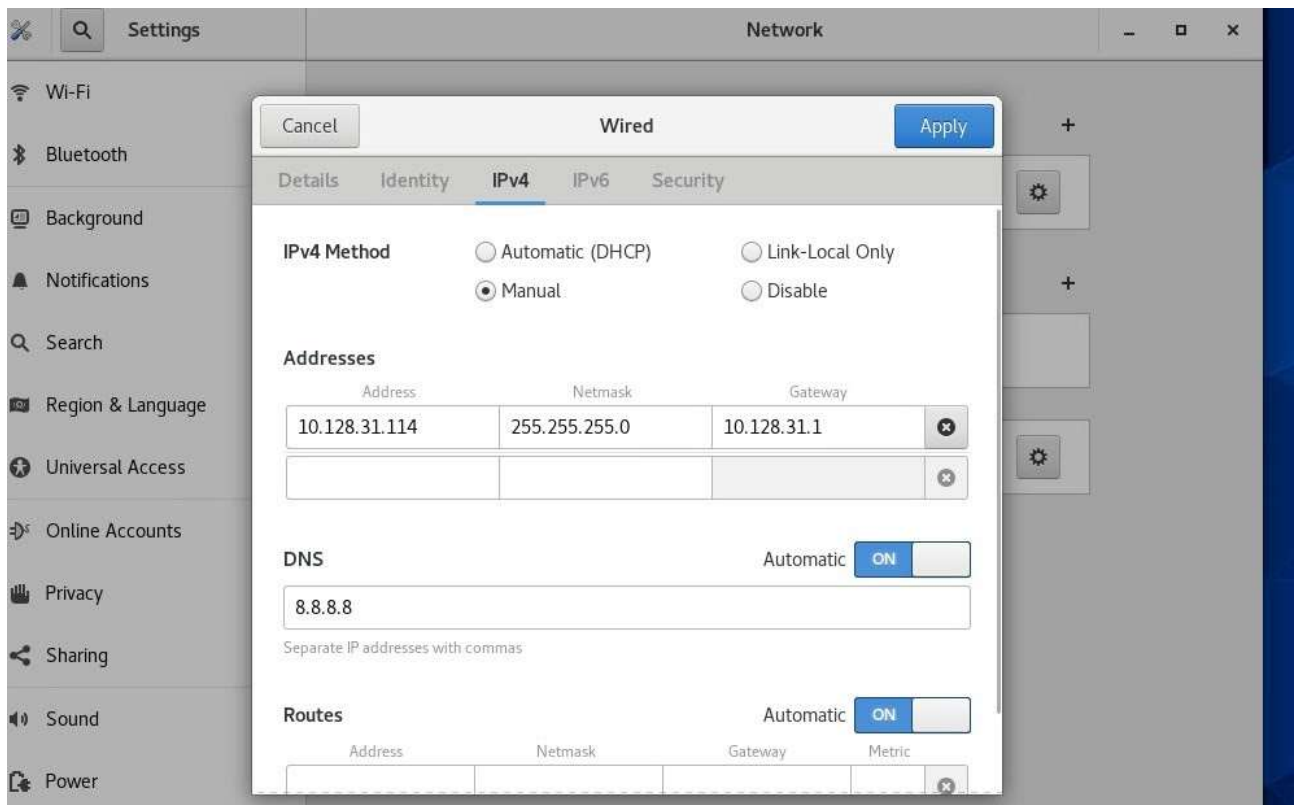 Settings
Network
Wi-Fi
Bluetooth
Background
Notifications
Search
Region & Language
Universal Access
Online Accounts
Privacy
Sharing
Sound
Power
Cancel
Wired
Apply
Details Identity IPv4 IPv6 Security
IPv4 Method
Automatic (DHCP) Link-Local Only
Manual Disable
Addresses
Address Netmask Gateway
10.128.31.114 255.255.255.0 10.128.31.1
DNS Automatic ON
8.8.8.8
Separate IP addresses with commas
Routes Automatic ON
Address Netmask Gateway Metric